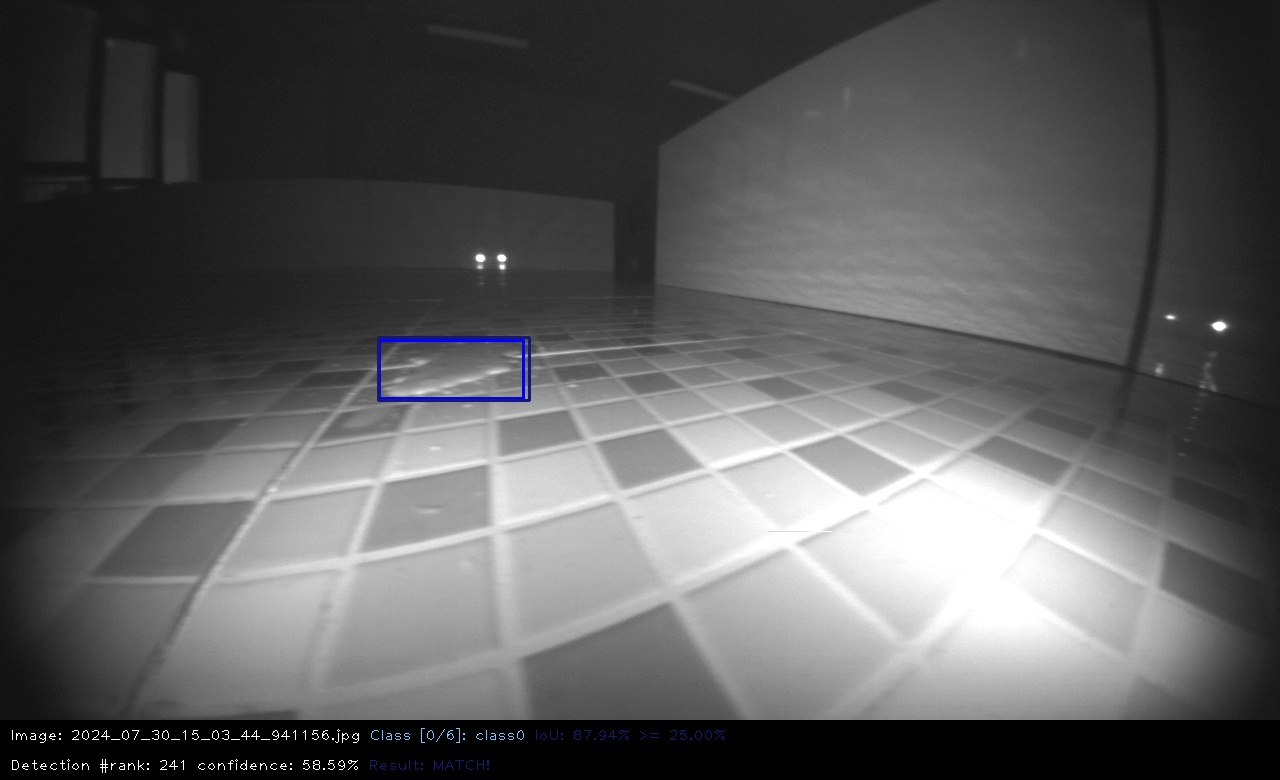 Image: 2024_07_30_15_03_44_941156.jpg Class [0/6]: class0 IoU: 87.94% >= 25.00%
Detection #rank: 241 confidence: 58.59% Result: MATCH!